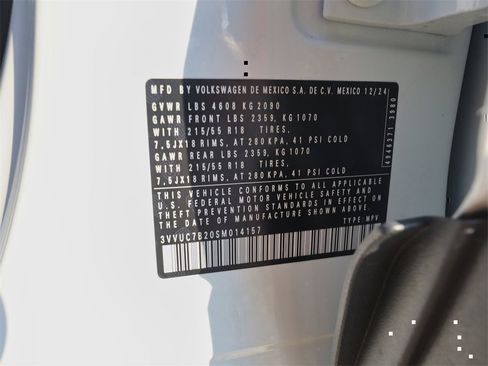 MFD BY VOLKSWAGEN DE MEXICO S.A. DE C.V. MEXICO 12/24
GVWR LBS 4608 KG2090
GAWR FRONT LBS 2359, KG1070
WITH 215/55 R18 TIRES,
7.5JX18 RIMS, AT 280KPA, 41 PSI COLD
GAWR REAR LBS 2359, KG1070
WITH 215/55 R18 TIRES,
7.5JX18 RIMS, AT 280KPA, 41 PSI COLD
THIS VEHICLE CONFORMS TO ALL APPLICABLE
U.S. FEDERAL MOTOR VEHICLE SAFETY AND
THEFT PREVENTION STANDARDS IN EFFECT ON
THE DATE OF MANUFACTURE SHOWN ABOVE.
3VVUC7B20SM014157 TYPE: MPV
6946371 3980